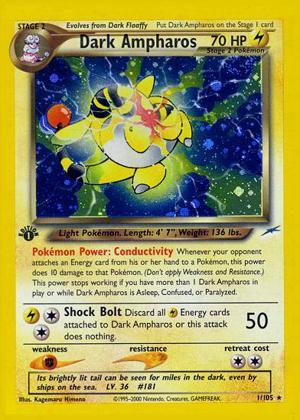 STAGE 2 Evolves from Dark Flaaffy Put Dark Ampharos on the Stage 1 card
Dark Ampharos 70 HP
Stage 2 Pokémon
Light Pokémon. Length: 4' 7", Weight: 136 lbs.
EDITION 1
Pokémon Power: Conductivity Whenever your opponent
attaches an Energy card from his or her hand to a Pokémon, this power
does 10 damage to that Pokémon. (Don't apply Weakness and Resistance.)
This power stops working if you have more than 1 Dark Ampharos in
play or while Dark Ampharos is Asleep, Confused, or Paralyzed.
Shock Bolt Discard all Energy cards
attached to Dark Ampharos or this attack
does nothing.
50
weakness resistance retreat cost
Its brightly lit tail can be seen for miles in the dark, even by
ships on the sea. LV. 36 #181
Illus. Kagemaru Himeno ©1995-2000 Nintendo, Creatures, GAMEFREAK. 1/105